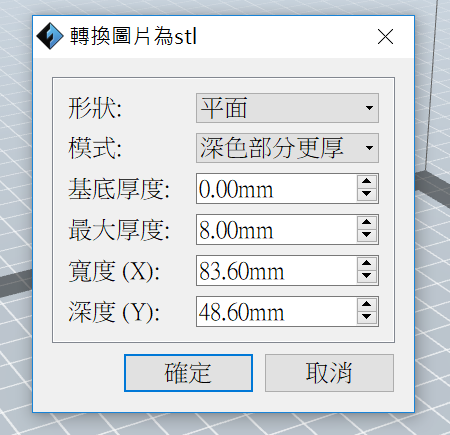 轉換圖片為stl
形狀: 平面
模式: 深色部分更厚
基底厚度: 0.00mm
最大厚度: 8.00mm
寬度 (X): 83.60mm
深度 (Y): 48.60mm
確定 取消